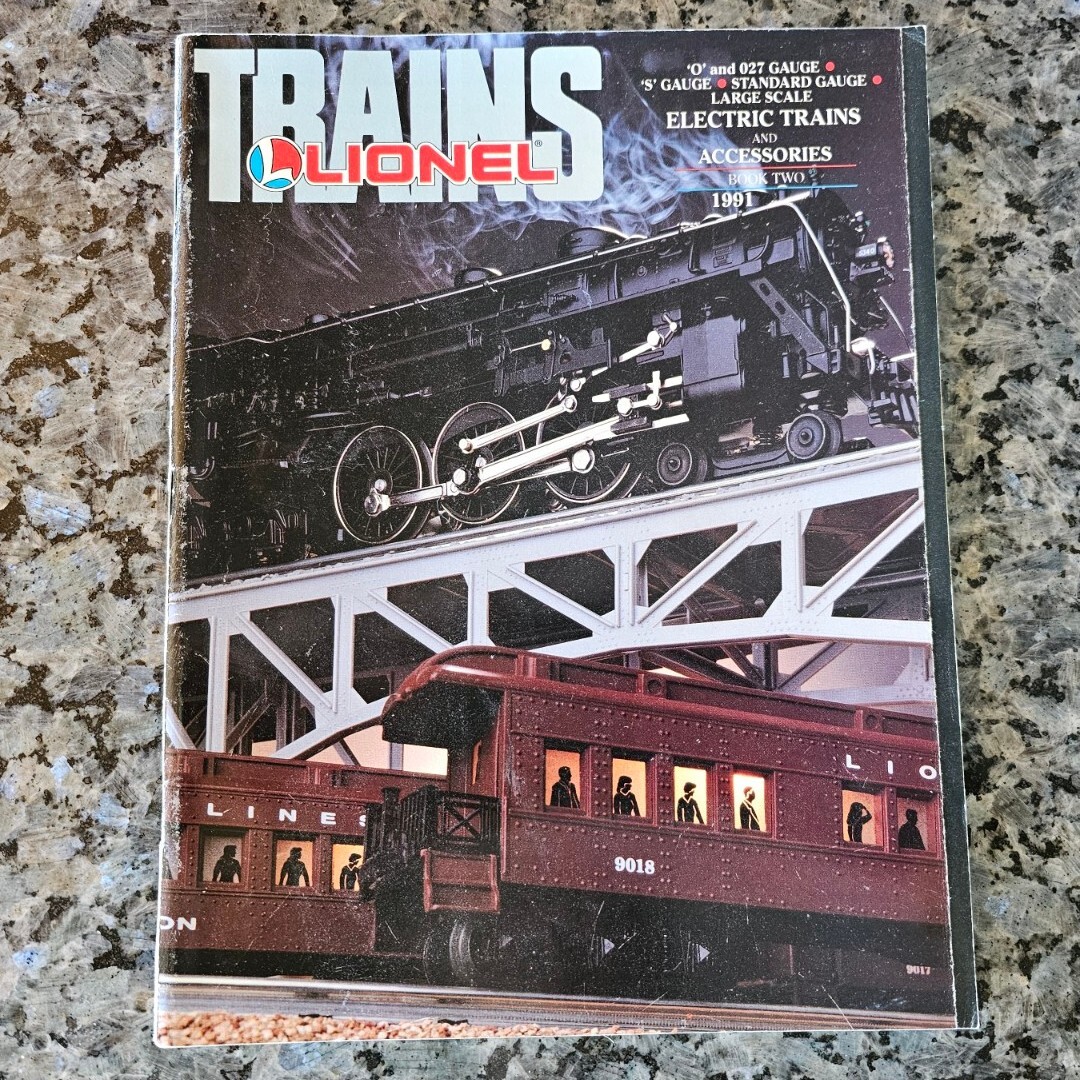 TRAINS
LIONEL®
'O' and 027 GAUGE •
'S' GAUGE • STANDARD GAUGE •
LARGE SCALE
ELECTRIC TRAINS
AND
ACCESSORIES
BOOK TWO
1991
LIO
LINES
9018
ON
9017